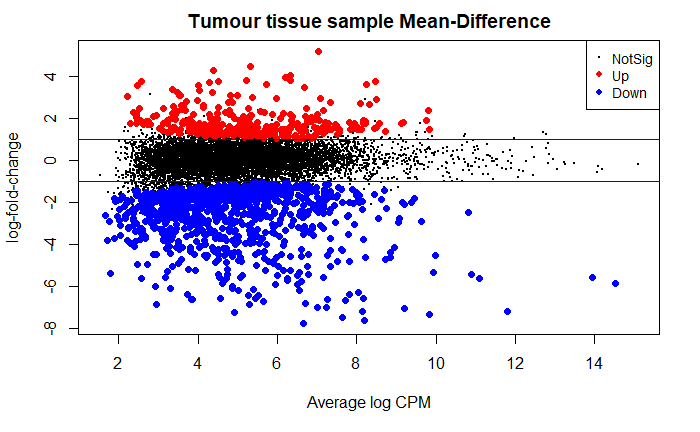 Tumour tissue sample Mean-Difference
NotSig
Up
Down
log-fold-change
4
2
0
-2
-4
-6
-8
2 4 6 8 10 12 14
Average log CPM